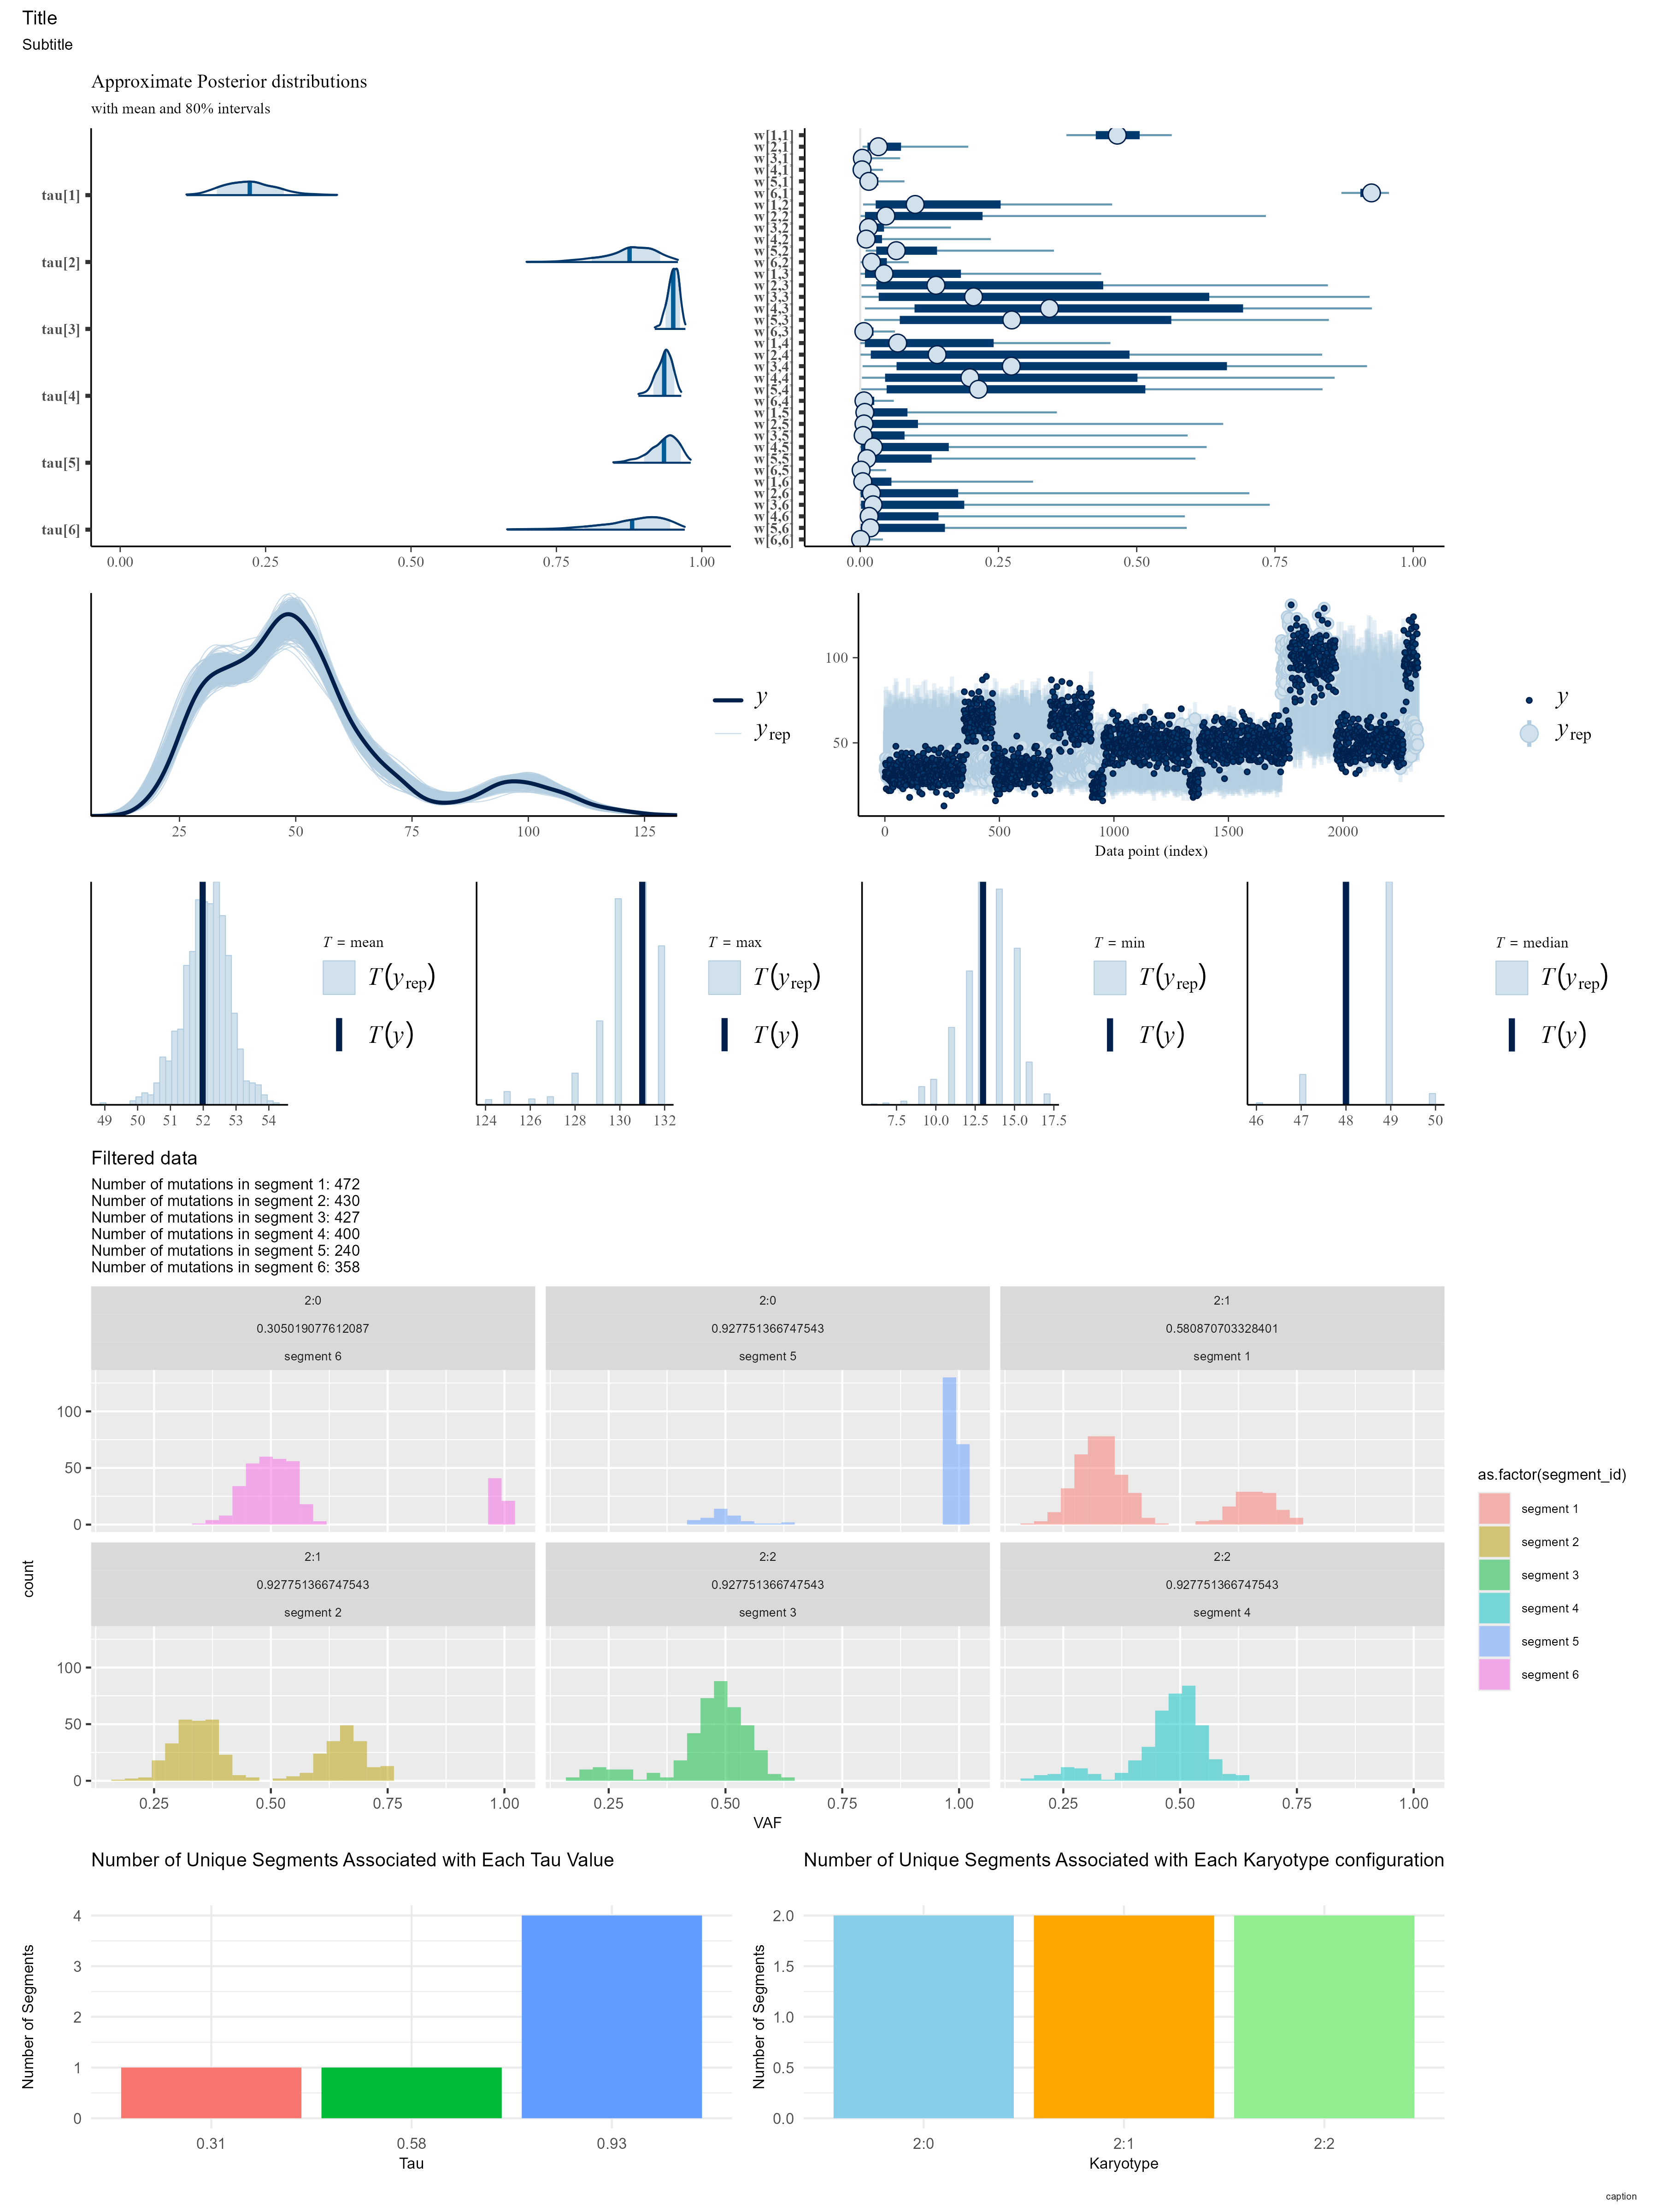 Title
Subtitle
Approximate Posterior distributions
with mean and 80% intervals
tau[1]
tau[2]
tau[3]
tau[4]
tau[5]
tau[6]
0.00 0.25 0.50 0.75 1.00
w[1,1]
w[2,1]
w[3,1]
w[4,1]
w[5,1]
w[6,1]
w[1,2]
w[2,2]
w[3,2]
w[4,2]
w[5,2]
w[6,2]
w[1,3]
w[2,3]
w[3,3]
w[4,3]
w[5,3]
w[6,3]
w[1,4]
w[2,4]
w[3,4]
w[4,4]
w[5,4]
w[6,4]
w[1,5]
w[2,5]
w[3,5]
w[4,5]
w[5,5]
w[6,5]
w[1,6]
w[2,6]
w[3,6]
w[4,6]
w[5,6]
w[6,6]
0.00 0.25 0.50 0.75 1.00
y
yrep
25 50 75 100 125
100
50
0 500 1000 1500 2000
Data point (index)
y
yrep
T = mean
T(yrep)
T(y)
49 50 51 52 53 54
T = max
T(yrep)
T(y)
124 126 128 130 132
T = min
T(yrep)
T(y)
7.5 10.0 12.5 15.0 17.5
T = median
T(yrep)
T(y)
46 47 48 49 50
Filtered data
Number of mutations in segment 1: 472
Number of mutations in segment 2: 430
Number of mutations in segment 3: 427
Number of mutations in segment 4: 400
Number of mutations in segment 5: 240
Number of mutations in segment 6: 358
2:0
0.305019077612087
segment 6
2:0
0.927751366747543
segment 5
2:1
0.580870703328401
segment 1
100
50
0
2:1
0.927751366747543
segment 2
2:2
0.927751366747543
segment 3
2:2
0.927751366747543
segment 4
100
50
0
count
0.25 0.50 0.75 1.00
0.25 0.50 0.75 1.00
0.25 0.50 0.75 1.00
VAF
as.factor(segment_id)
segment 1
segment 2
segment 3
segment 4
segment 5
segment 6
Number of Unique Segments Associated with Each Tau Value
Number of Segments
4
3
2
1
0
0.31 0.58 0.93
Tau
Number of Unique Segments Associated with Each Karyotype configuration
Number of Segments
2.0
1.5
1.0
0.5
0.0
2:0 2:1 2:2
Karyotype
caption